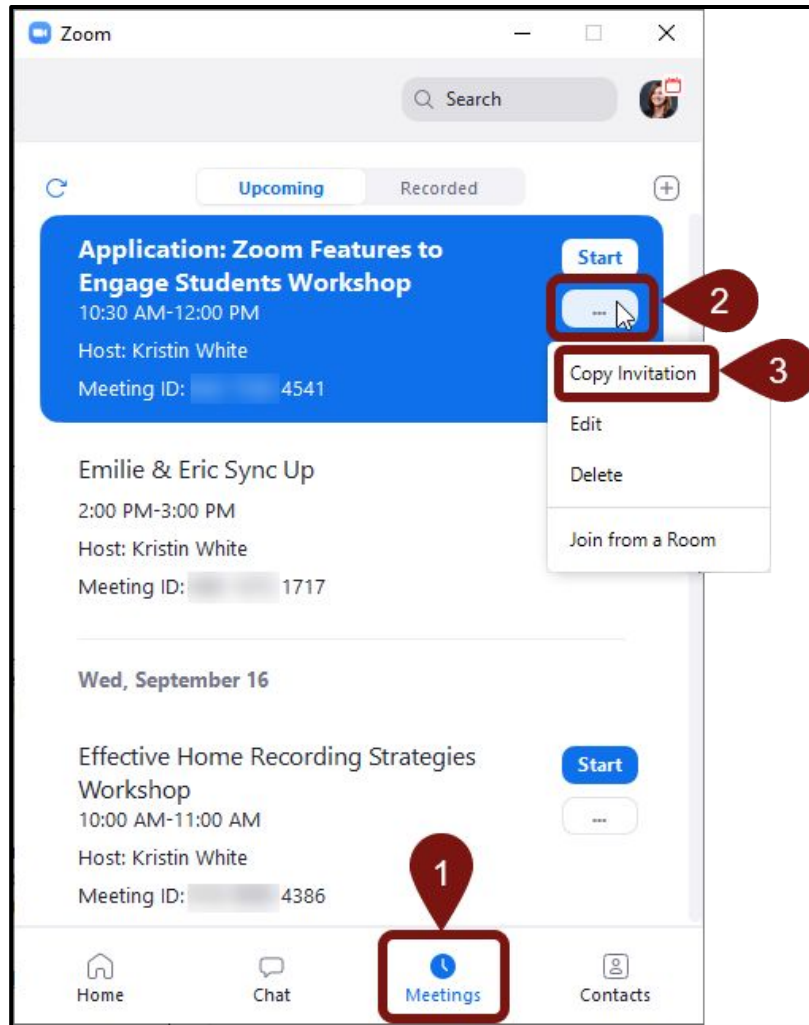 Zoom
Search
Upcoming
Recorded
Application: Zoom Features to
Engage Students Workshop
10:30 AM-12:00 PM
Host: Kristin White
Meeting ID: 4541
Start
...
2
Copy Invitation
3
Edit
Delete
Join from a Room
Emilie & Eric Sync Up
2:00 PM-3:00 PM
Host: Kristin White
Meeting ID: 1717
Wed, September 16
Effective Home Recording Strategies
Workshop
10:00 AM-11:00 AM
Host: Kristin White
Meeting ID: 4386
Start
...
1
Home
Chat
Meetings
Contacts